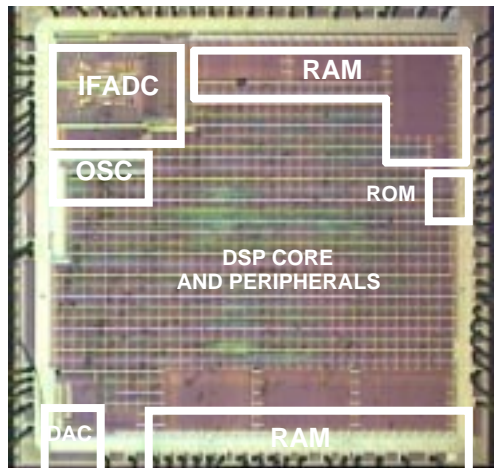 IFADC
RAM
OSC
ROM
DSP CORE
AND PERIPHERALS
DAC
RAM